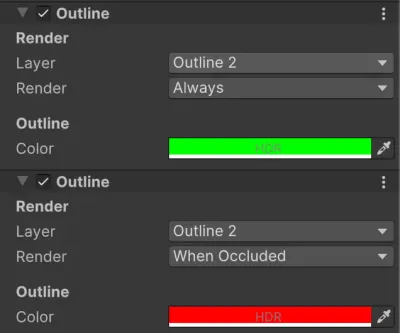 Outline
Render
Layer Outline 2
Render Always
Outline
Color HDR
Outline
Render
Layer Outline 2
Render When Occluded
Outline
Color HDR